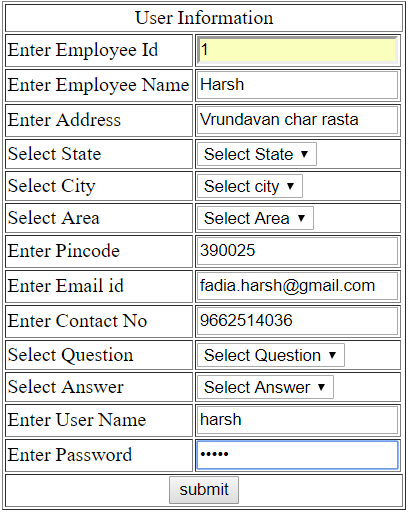 User Information
Enter Employee Id 1
Enter Employee Name Harsh
Enter Address Vrundavan char rasta
Select State Select State
Select City Select city
Select Area Select Area
Enter Pincode 390025
Enter Email id fadia.harsh@gmail.com
Enter Contact No 9662514036
Select Question Select Question
Select Answer Select Answer
Enter User Name harsh
Enter Password •••••
submit